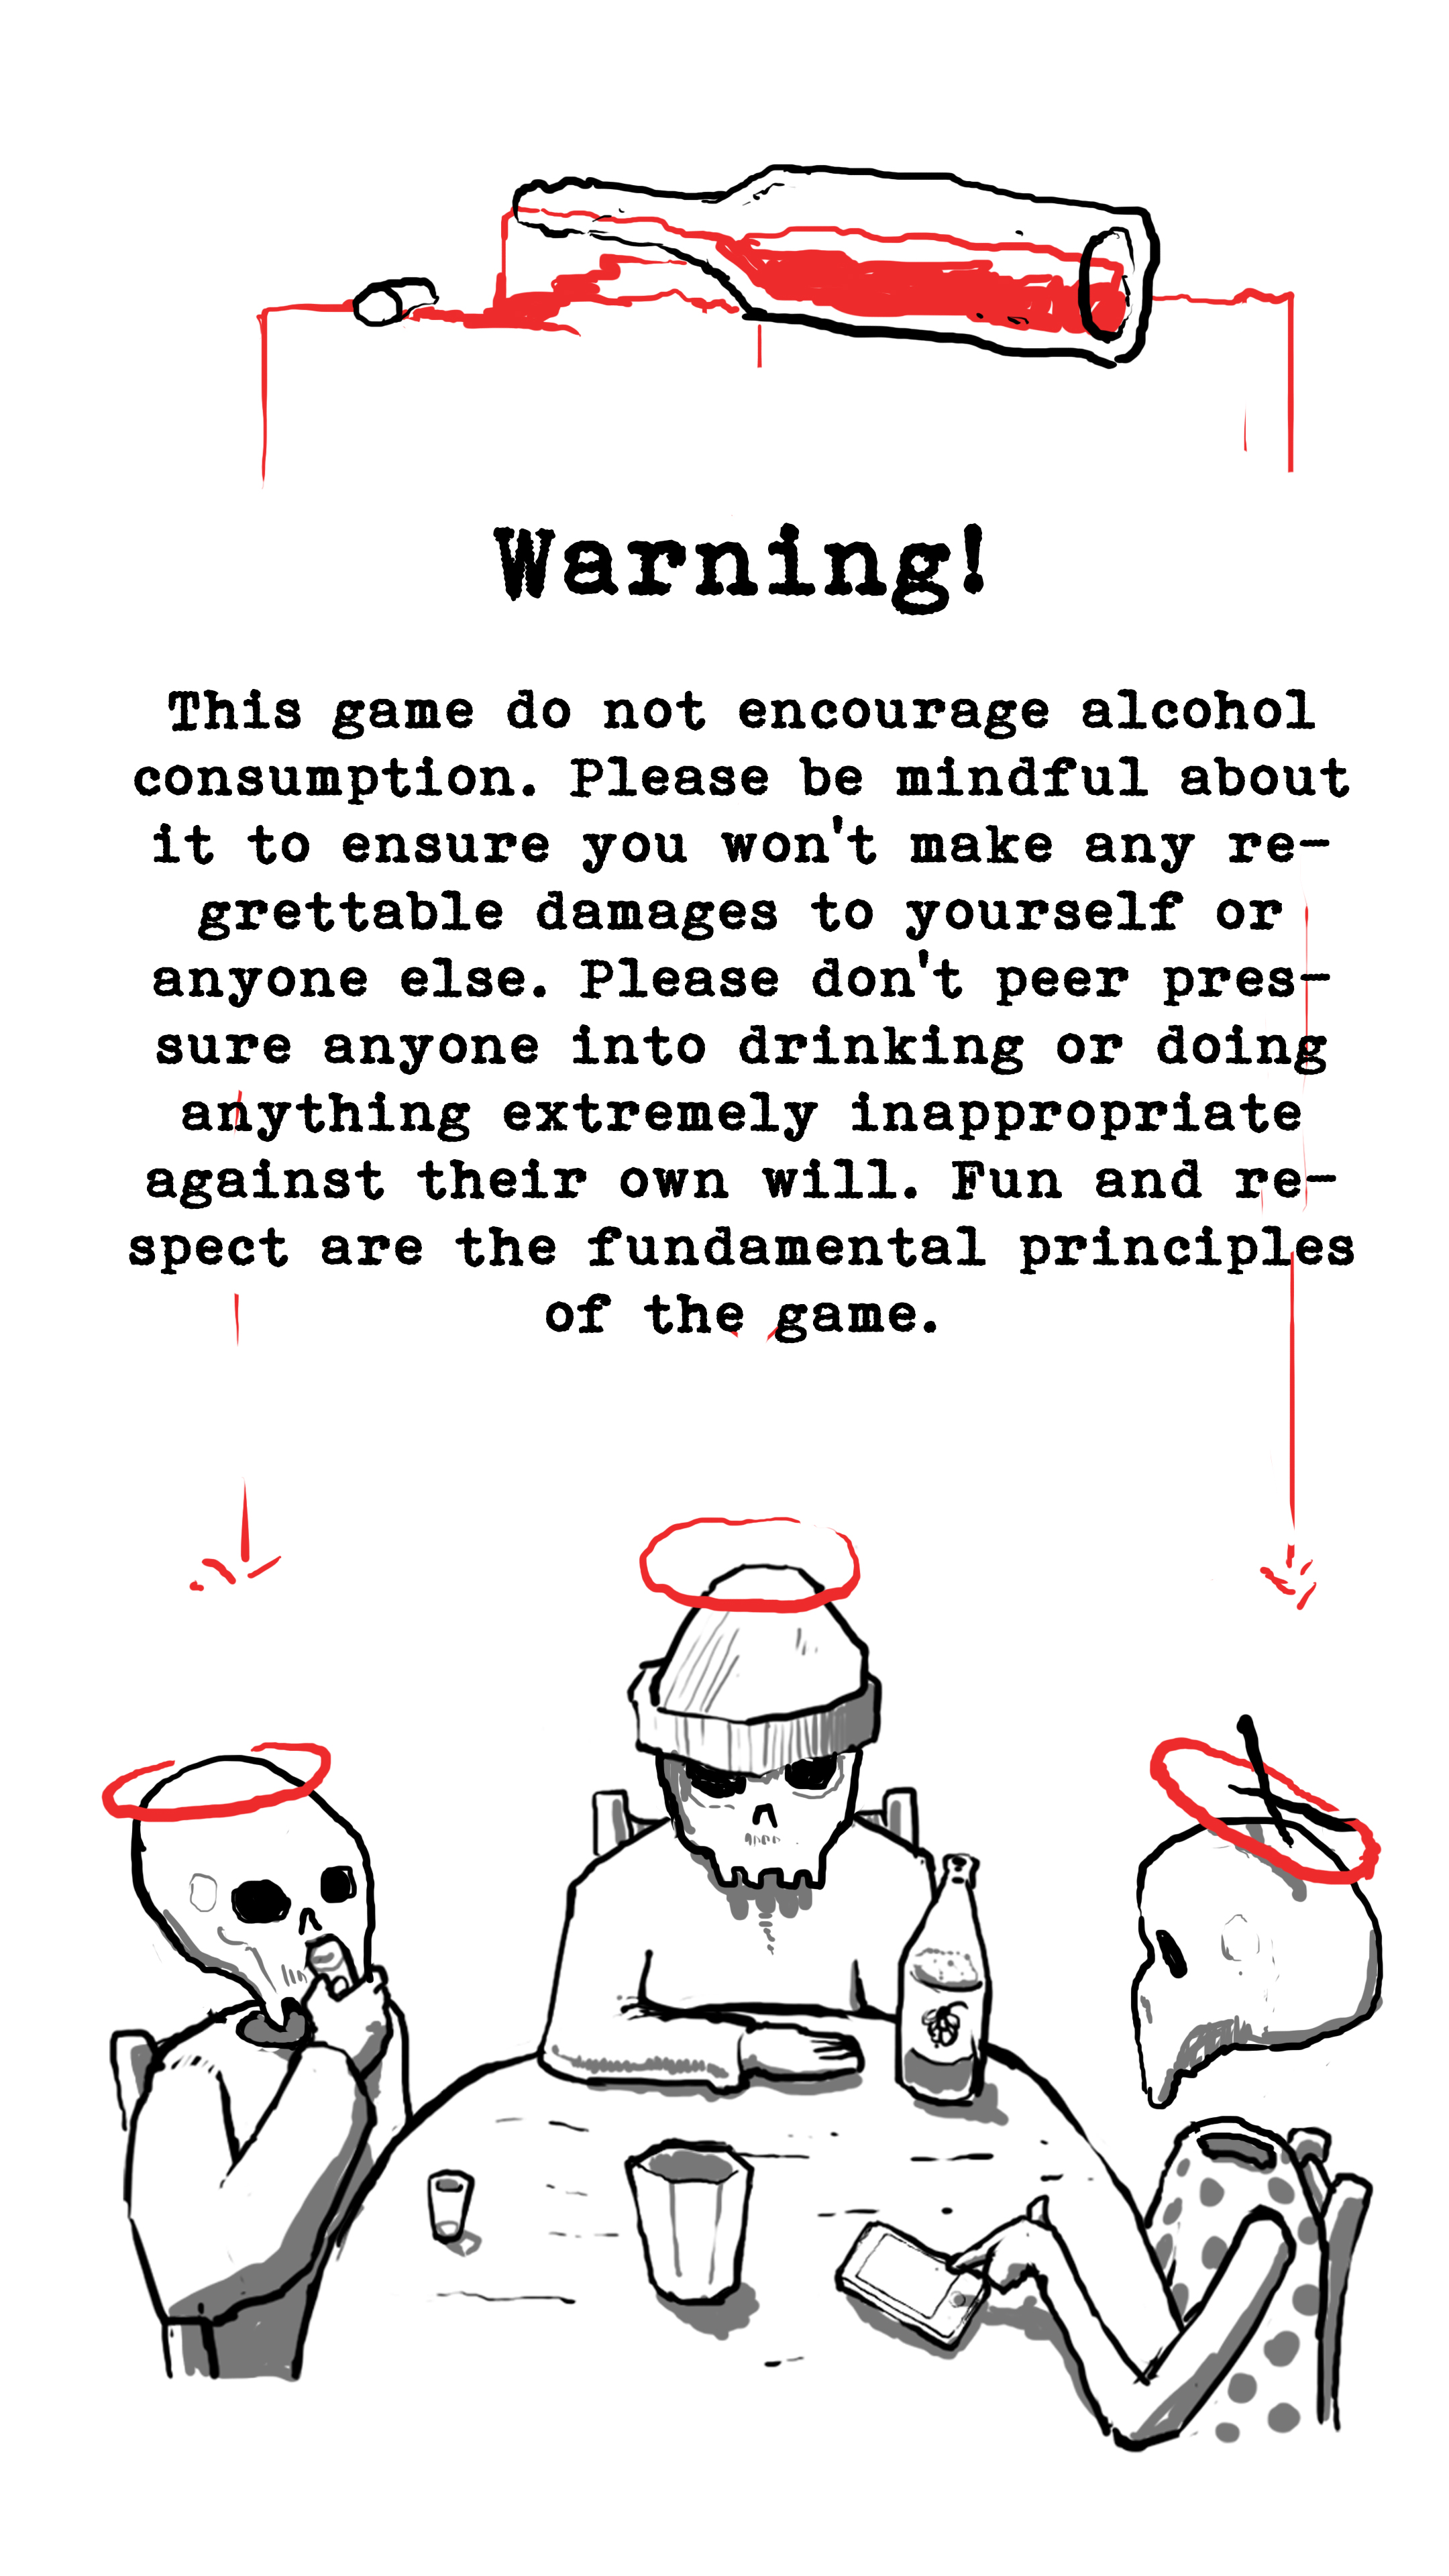 Warning!
This game do not encourage alcohol
consumption. Please be mindful about
it to ensure you won't make any re-
grettable damages to yourself or
anyone else. Please don't peer pres-
sure anyone into drinking or doing
anything extremely inappropriate
against their own will. Fun and re-
spect are the fundamental principles
of the game.